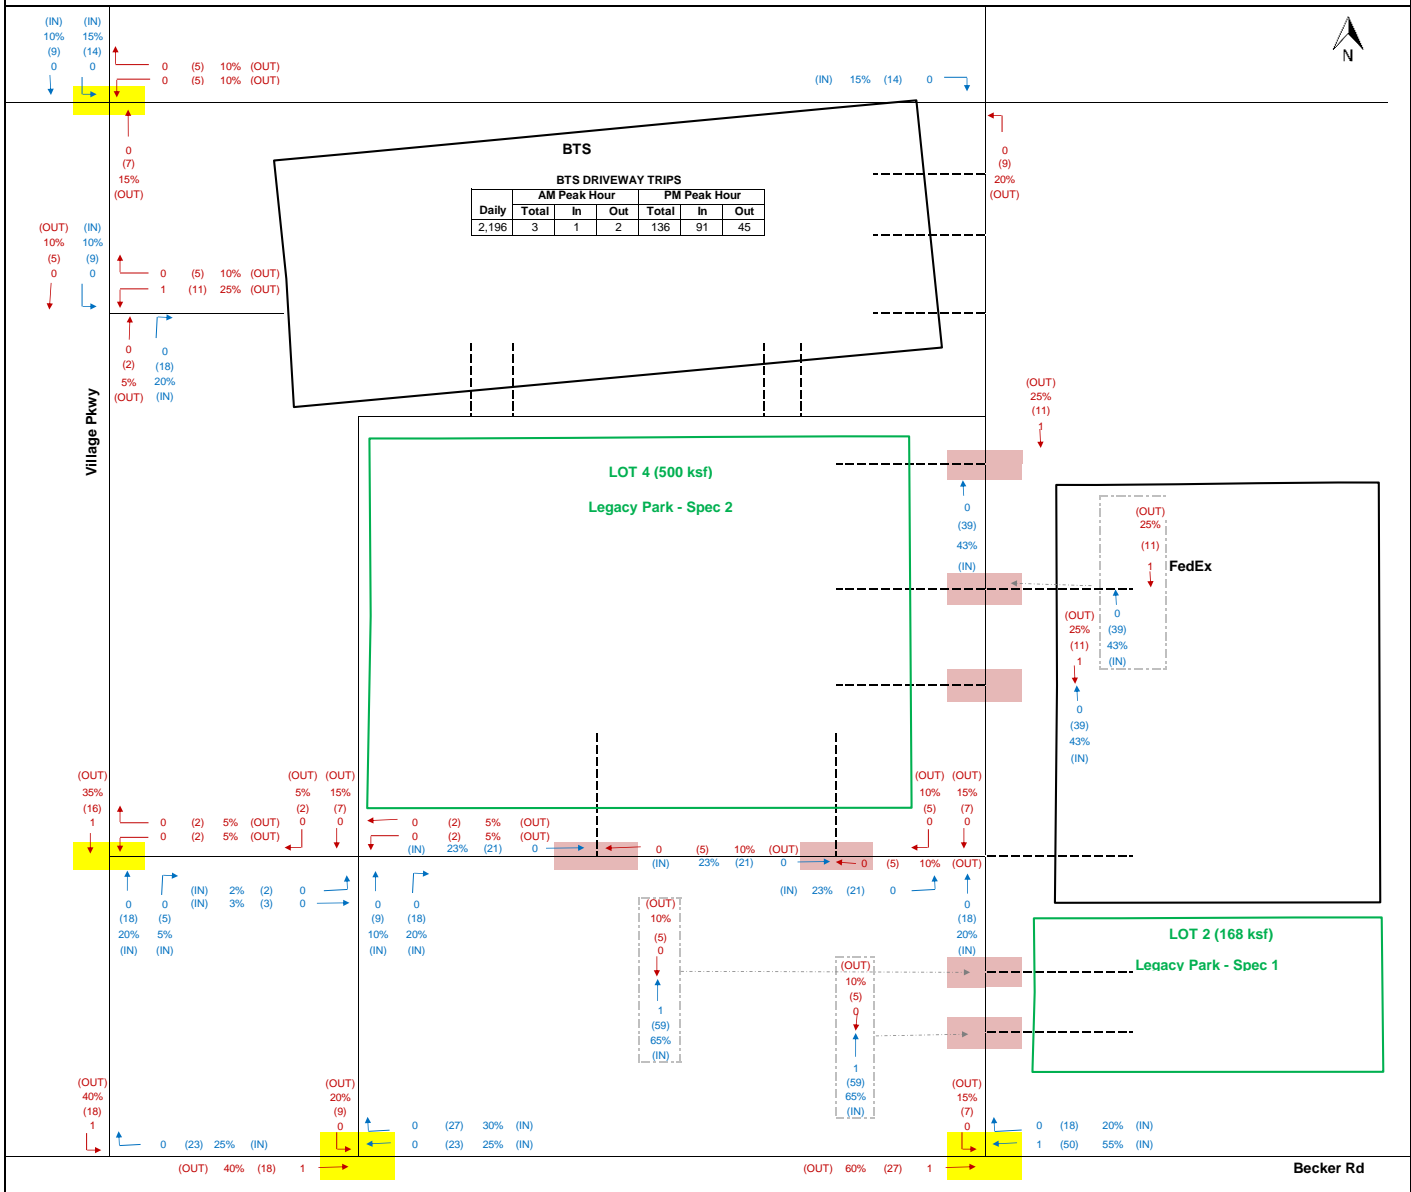 (IN) (IN)
10% 15%
(9) (14)
0 0
0 (5) 10% (OUT)
0 (5) 10% (OUT)
(IN) 15% (14) 0
N
0
(7)
15%
(OUT)
0
(9)
20%
(OUT)
BTS
BTS DRIVEWAY TRIPS
AM Peak Hour PM Peak Hour
Daily Total In Out Total In Out
2,196 3 1 2 136 91 45
(OUT) (IN)
10% 10%
(5) (9)
0 0
0 (5) 10% (OUT)
1 (11) 25% (OUT)
0 0
(2) (18)
5% 20%
(OUT) (IN)
Village Pkwy
(OUT)
25%
(11)
1
LOT 4 (500 ksf)
Legacy Park - Spec 2
0
(39)
43%
(IN)
(OUT)
25%
(11)
1
FedEx
0
(39)
43%
(IN)
(OUT)
25%
(11)
1
0
(39)
43%
(IN)
(OUT)
35%
(16)
1
0 (2) 5% (OUT)
0 (2) 5% (OUT)
(OUT) (OUT)
5% 15%
(2) (7)
0 0
0 (2) 5% (OUT)
0 (2) 5% (OUT)
(IN) 23% (21) 0
0 (5) 10% (OUT)
(IN) 23% (21) 0
(OUT) (OUT)
10% 15%
(5) (7)
0 0
0 (5) 10% (OUT)
(IN) 23% (21) 0
0 0
(18) (5)
20% 5%
(IN) (IN)
(IN) 2% (2) 0
(IN) 3% (3) 0
0 0
(9) (18)
10% 20%
(IN) (IN)
0
(18)
20%
(IN)
(OUT)
10%
(5)
0
1
(59)
65%
(IN)
(OUT)
10%
(5)
0
1
(59)
65%
(IN)
LOT 2 (168 ksf)
Legacy Park - Spec 1
(OUT)
40%
(18)
1
0 (23) 25% (IN)
(OUT)
20%
(9)
0
0 (27) 30% (IN)
0 (23) 25% (IN)
(OUT) 40% (18) 1
(OUT)
15%
(7)
0
0 (18) 20% (IN)
1 (50) 55% (IN)
(OUT) 60% (27) 1
Becker Rd